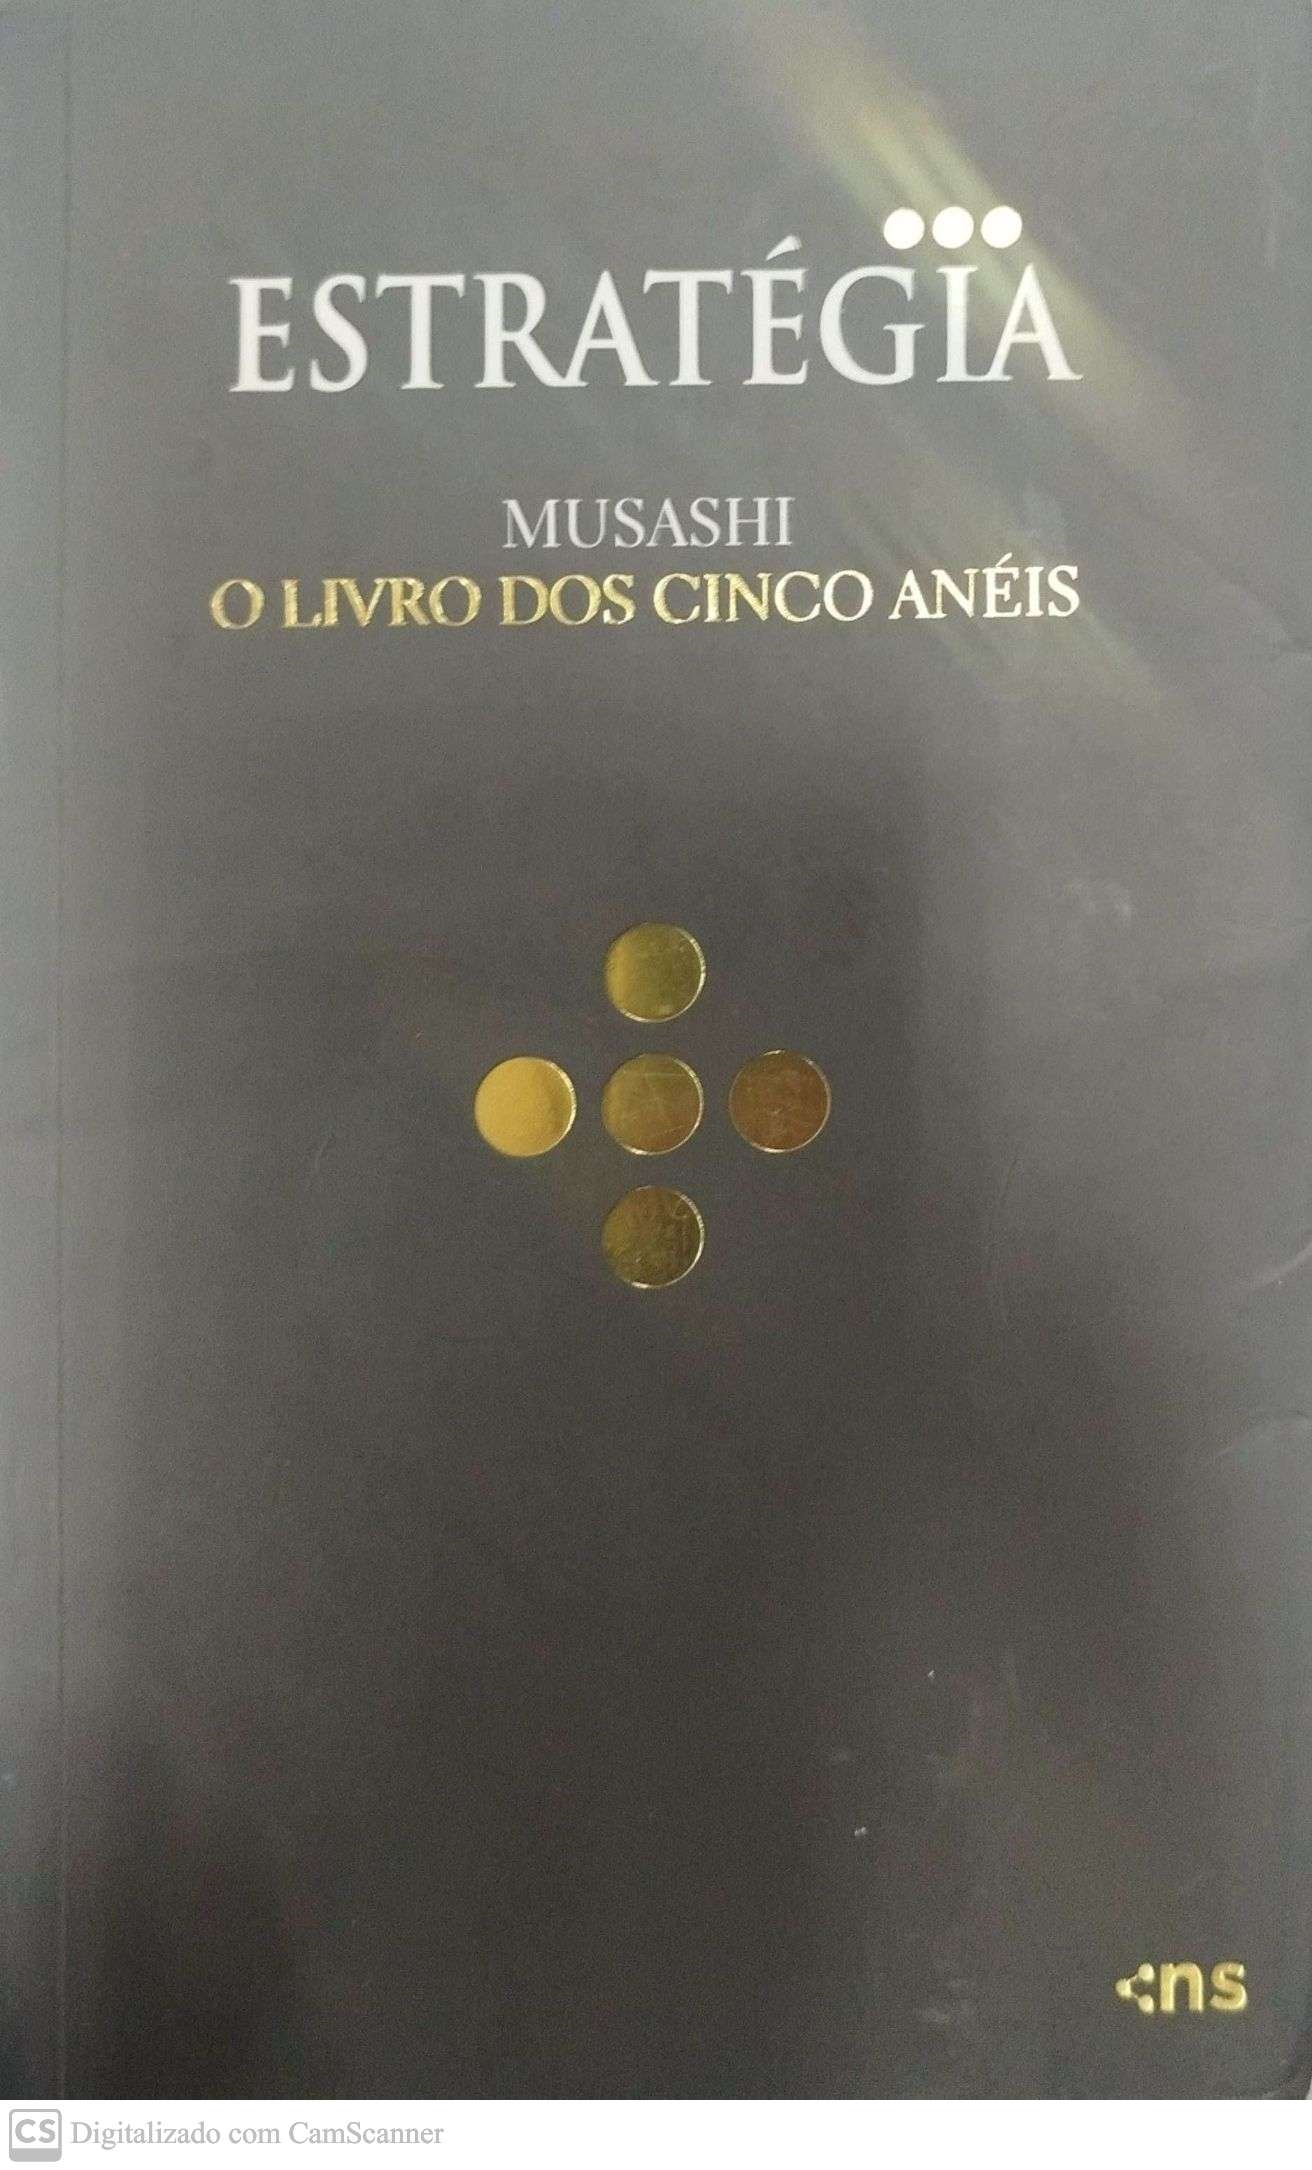 ESTRATÉGIA
MUSASHI
O LIVRO DOS CINCO ANÉIS
ns
CS Digitalizado com CamScanner